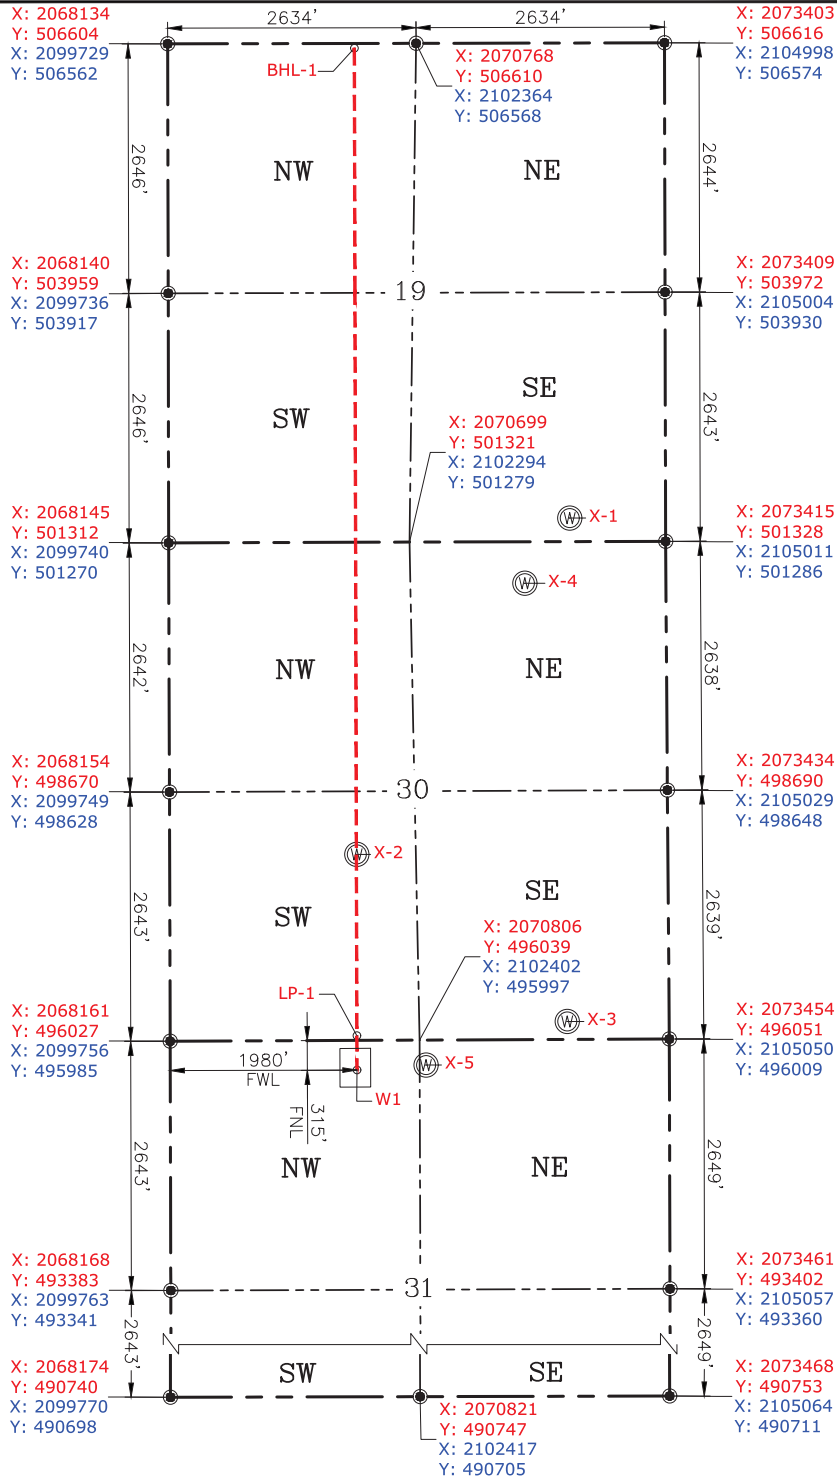 X: 2068134
Y: 506604
X: 2099729
Y: 506562
2634'
2634'
X: 2073403
Y: 506616
X: 2104998
Y: 506574
BHL-1
X: 2070768
Y: 506610
X: 2102364
Y: 506568
2646'
NW
NE
2644'
X: 2068140
Y: 503959
X: 2099736
Y: 503917
19
X: 2073409
Y: 503972
X: 2105004
Y: 503930
2646'
SW
SE
2643'
X: 2070699
Y: 501321
X: 2102294
Y: 501279
X: 2068145
Y: 501312
X: 2099740
Y: 501270
W X-1
X: 2073415
Y: 501328
X: 2105011
Y: 501286
W X-4
2642'
NW
NE
2638'
X: 2068154
Y: 498670
X: 2099749
Y: 498628
30
X: 2073434
Y: 498690
X: 2105029
Y: 498648
W X-2
2643'
SW
SE
2639'
X: 2070806
Y: 496039
X: 2102402
Y: 495997
LP-1
X: 2068161
Y: 496027
X: 2099756
Y: 495985
W X-3
X: 2073454
Y: 496051
X: 2105050
Y: 496009
1980'
FWL
W X-5
W1
315'
FNL
2643'
NW
NE
2649'
X: 2068168
Y: 493383
X: 2099763
Y: 493341
31
X: 2073461
Y: 493402
X: 2105057
Y: 493360
2643'
SW
SE
2649'
X: 2068174
Y: 490740
X: 2099770
Y: 490698
X: 2070821
Y: 490747
X: 2102417
Y: 490705
X: 2073468
Y: 490753
X: 2105064
Y: 490711